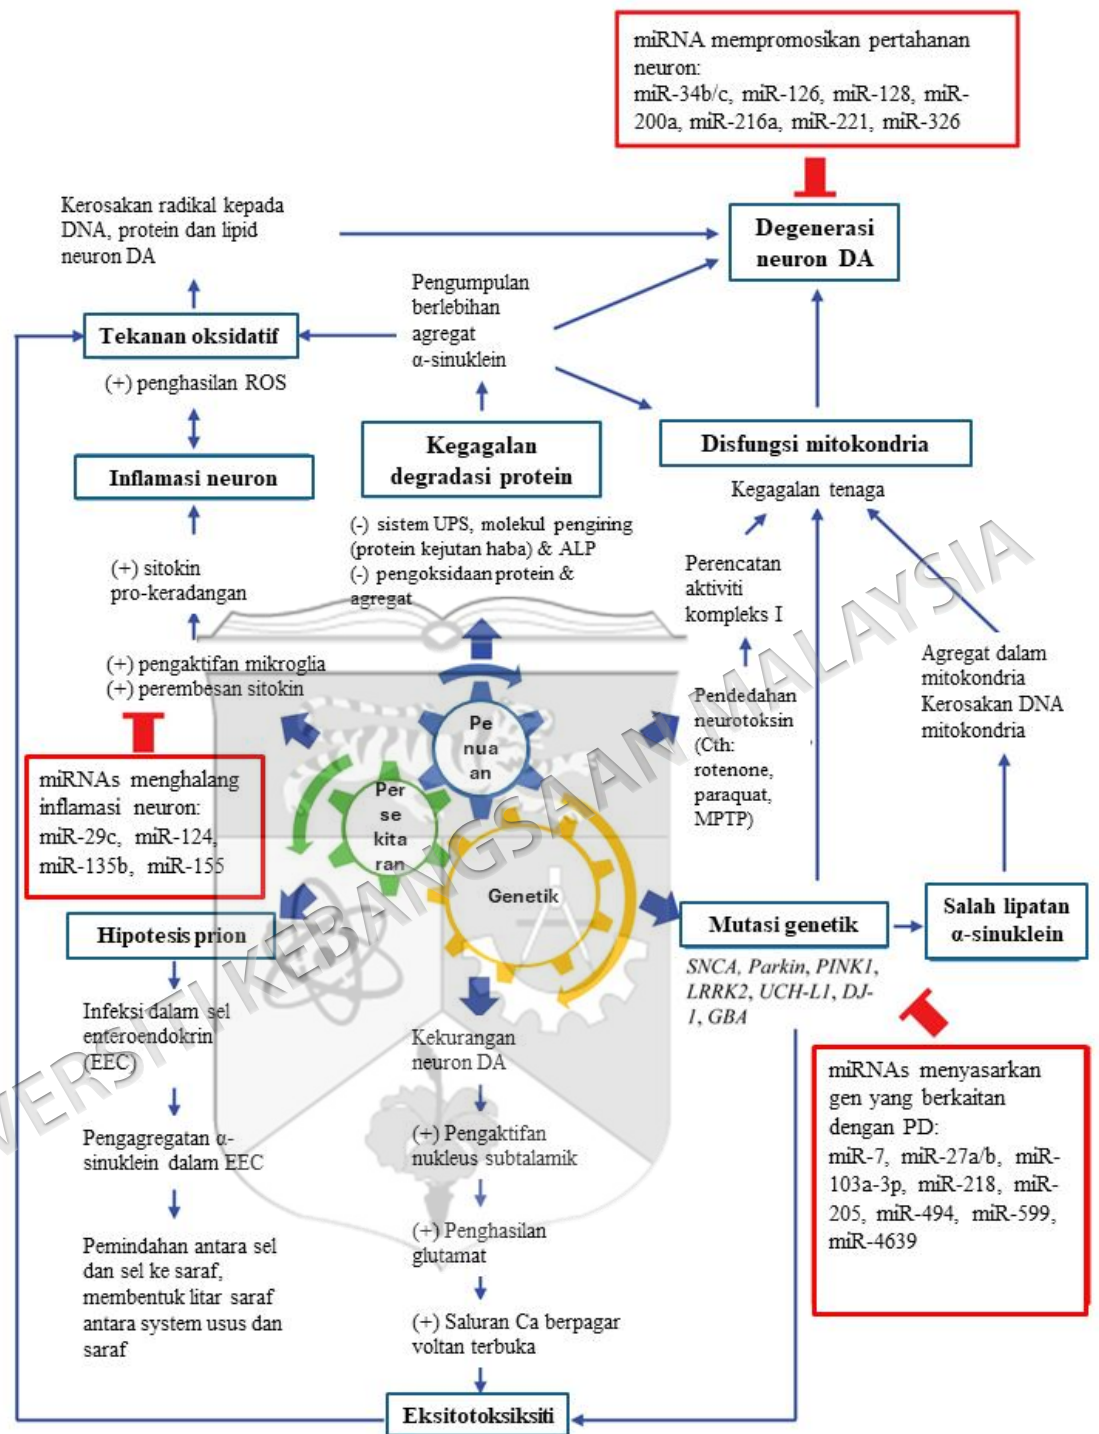 miRNA mempromosikan pertahanan
neuron:
miR-34b/c, miR-126, miR-128, miR-
200a, miR-216a, miR-221, miR-326
Kerosakan radikal kepada
DNA, protein dan lipid
neuron DA
Degenerasi
neuron DA
Pengumpulan
berlebihan
agregat
α-sinuklein
Tekanan oksidatif
(+) penghasilan ROS
Kegagalan
degradasi protein
Disfungsi mitokondria
Inflamasi neuron
Kegagalan tenaga
(-) sistem UPS, molekul pengiring
(protein kejutan haba) & ALP
(-) pengoksidaan protein &
agregat
(+) sitokin
pro-keradangan
Perencatan
aktiviti
kompleks I
(+) pengaktifan mikroglia
(+) perembesan sitokin
Agregat dalam
mitokondria
Kerosakan DNA
mitokondria
Pendedahan
neurotoksin
(Cth:
rotenone,
paraquat,
MPTP)
Pe
nua
an
Per
se
kita
ran
Genetik
miRNAs menghalang
inflamasi neuron:
miR-29c, miR-124,
miR-135b, miR-155
Hipotesis prion
Mutasi genetik
Salah lipatan
α-sinuklein
SNCA, Parkin, PINK1,
LRRK2, UCH-L1, DJ-
1, GBA
Infeksi dalam sel
enteroendokrin
(EEC)
Kekurangan
neuron DA
miRNAs menyasarkan
gen yang berkaitan
dengan PD:
miR-7, miR-27a/b, miR-
103a-3p, miR-218, miR-
205, miR-494, miR-599,
miR-4639
Pengagregatan α-
sinuklein dalam EEC
(+) Pengaktifan
nukleus subtalamik
Pemindahan antara sel
dan sel ke saraf,
membentuk litar saraf
antara system usus dan
saraf
(+) Penghasilan
glutamat
(+) Saluran Ca berpagar
voltan terbuka
Eksitotoksiksiti
VERSITI KEBANGSAAN MALAYSIA